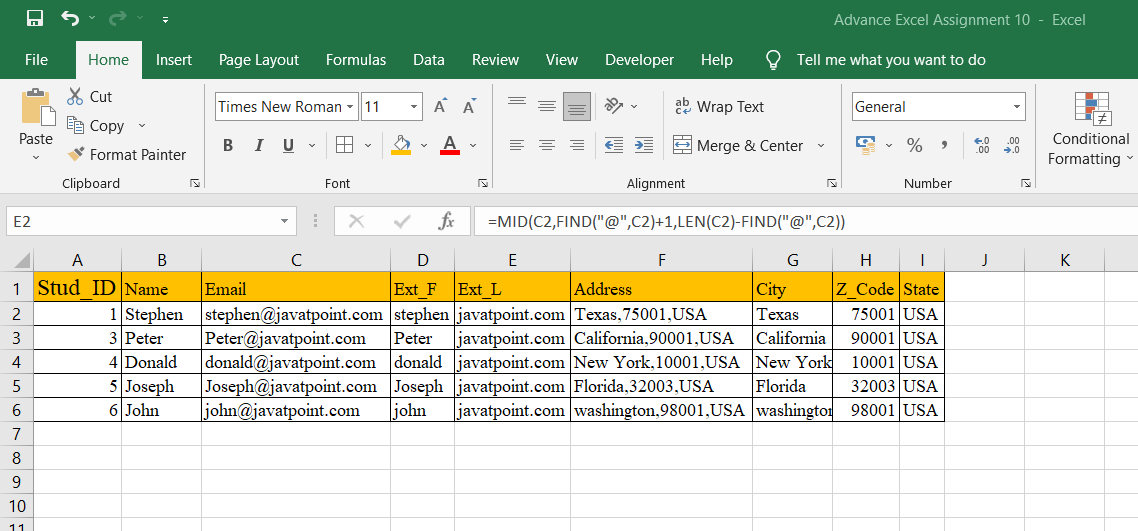 Advance Excel Assignment 10 - Excel
File Home Insert Page Layout Formulas Data Review View Developer Help Tell me what you want to do
Cut
Copy
Format Painter
Paste
Clipboard
Times New Roman 11 A A
B I U A
Font
ab Wrap Text
Merge & Center
Alignment
General
% , .0 .00 .00 .0
Number
Conditional
Formatting
E2 fx =MID(C2,FIND("@",C2)+1,LEN(C2)-FIND("@",C2))
A B C D E F G H I J K
1 Stud_ID Name Email Ext_F Ext_L Address City Z_Code State
2 1 Stephen stephen@javatpoint.com stephen javatpoint.com Texas,75001,USA Texas 75001 USA
3 3 Peter Peter@javatpoint.com Peter javatpoint.com California,90001,USA California 90001 USA
4 4 Donald donald@javatpoint.com donald javatpoint.com New York,10001,USA New York 10001 USA
5 5 Joseph Joseph@javatpoint.com Joseph javatpoint.com Florida,32003,USA Florida 32003 USA
6 6 John john@javatpoint.com john javatpoint.com washington,98001,USA washington 98001 USA
7
8
9
10
11